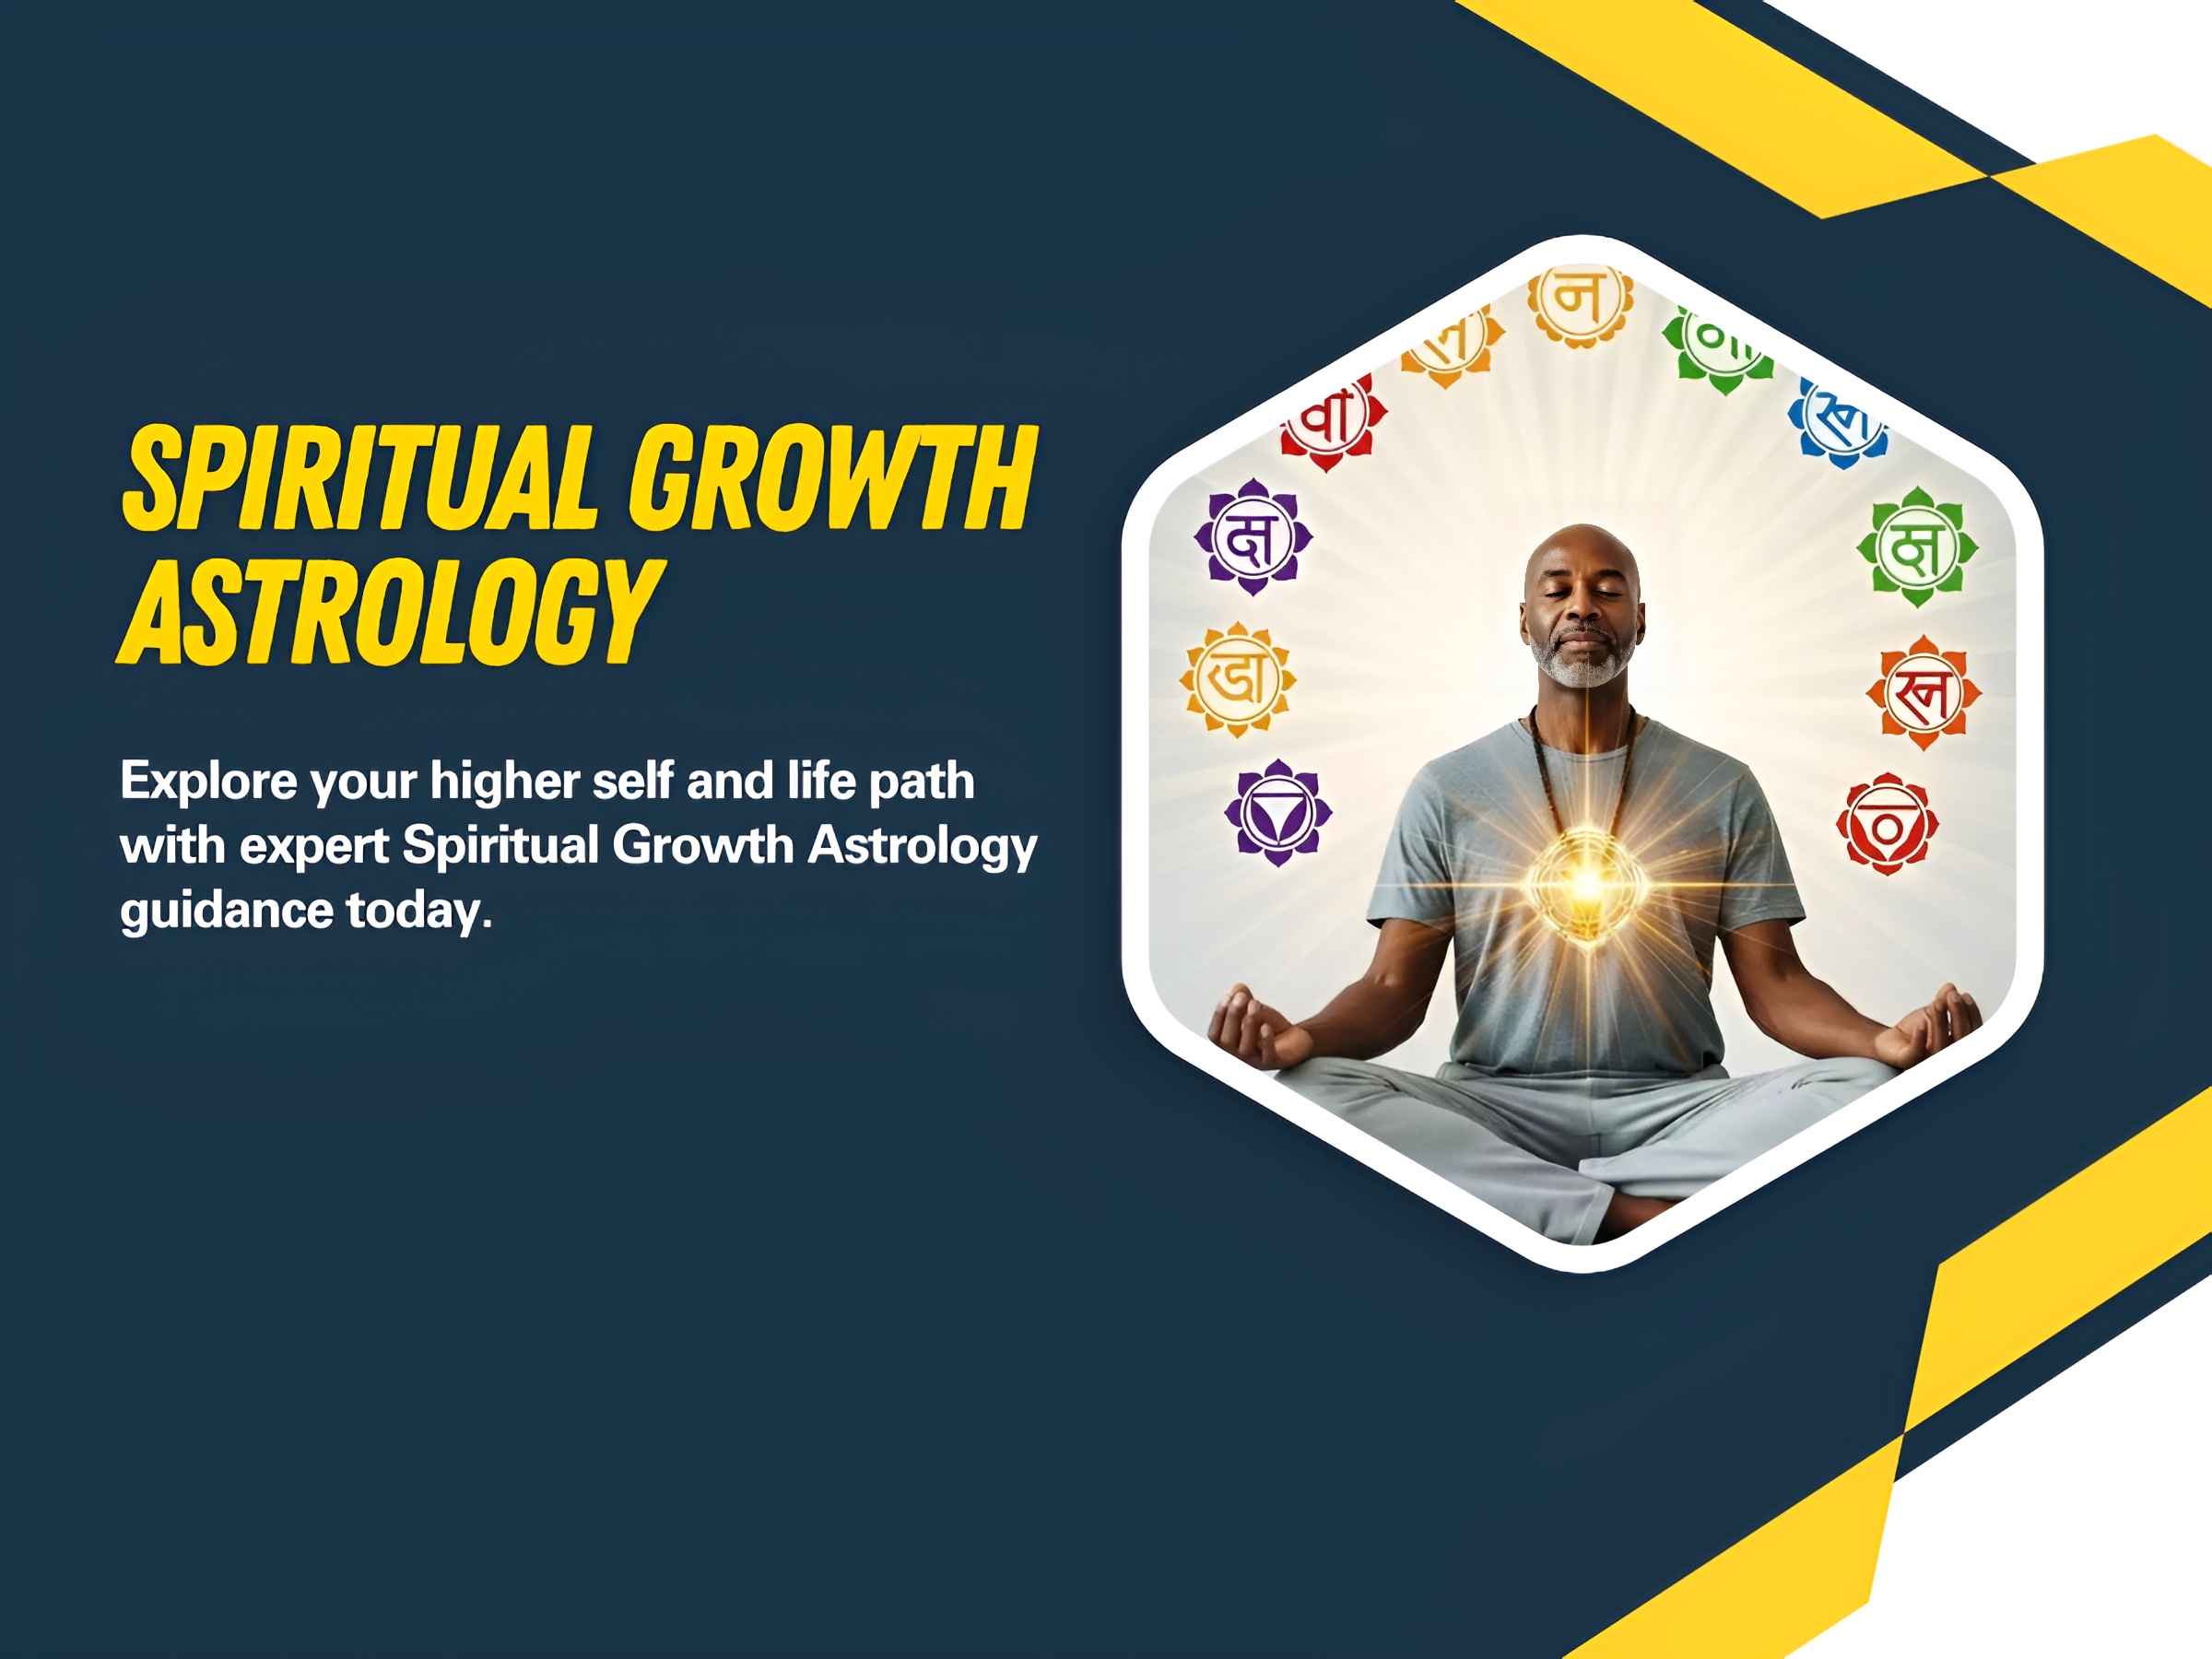 SPIRITUAL GROWTH
ASTROLOGY
Explore your higher self and life path
with expert Spiritual Growth Astrology
guidance today.
न
वा
क्ष